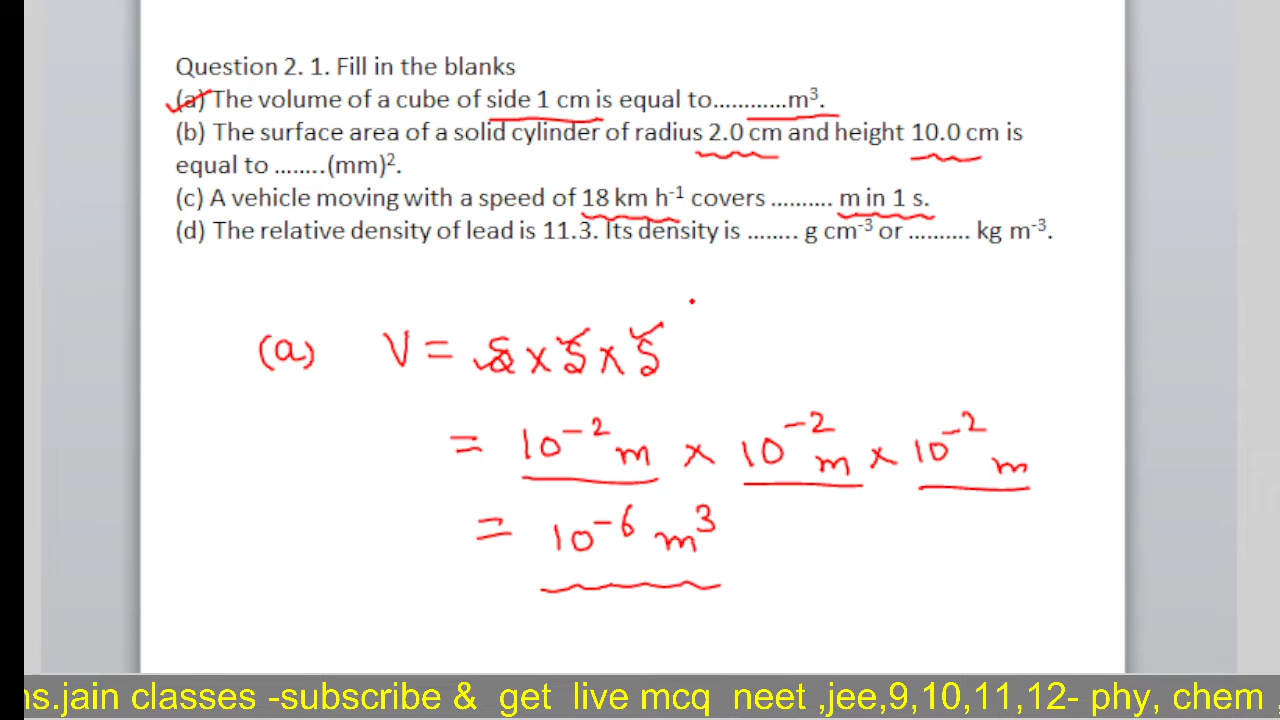 Question 2. 1. Fill in the blanks
(a) The volume of a cube of side 1 cm is equal to............m³.
(b) The surface area of a solid cylinder of radius 2.0 cm and height 10.0 cm is
equal to ........(mm)².
(c) A vehicle moving with a speed of 18 km h⁻¹ covers .......... m in 1 s.
(d) The relative density of lead is 11.3. Its density is ........ g cm⁻³ or .......... kg m⁻³.
(a) V = S × S × S
= 10⁻² m × 10⁻² m × 10⁻² m
= 10⁻⁶ m³
ns.jain classes -subscribe & get live mcq neet ,jee,9,10,11,12- phy, chem ,